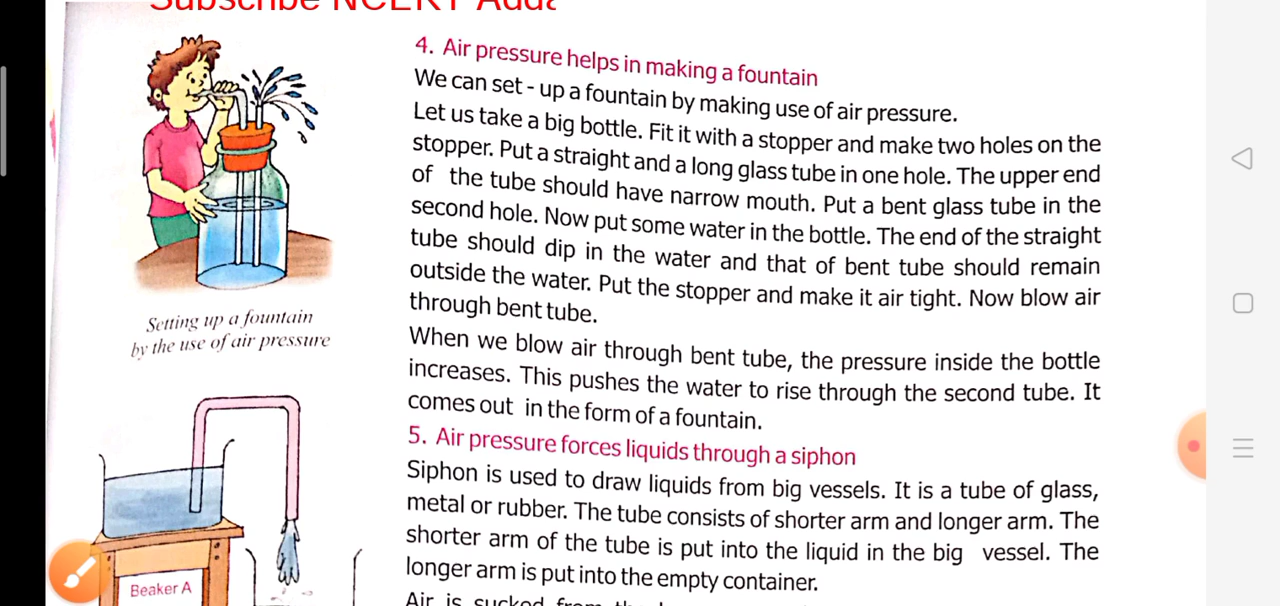 Subscribe NCERT Adda
4. Air pressure helps in making a fountain
We can set - up a fountain by making use of air pressure.
Let us take a big bottle. Fit it with a stopper and make two holes on the
stopper. Put a straight and a long glass tube in one hole. The upper end
of the tube should have narrow mouth. Put a bent glass tube in the
second hole. Now put some water in the bottle. The end of the straight
tube should dip in the water and that of bent tube should remain
outside the water. Put the stopper and make it air tight. Now blow air
through bent tube.
When we blow air through bent tube, the pressure inside the bottle
increases. This pushes the water to rise through the second tube. It
comes out in the form of a fountain.
Setting up a fountain
by the use of air pressure
5. Air pressure forces liquids through a siphon
Siphon is used to draw liquids from big vessels. It is a tube of glass,
metal or rubber. The tube consists of shorter arm and longer arm. The
shorter arm of the tube is put into the liquid in the big vessel. The
longer arm is put into the empty container.
Air is sucked from
Beaker A